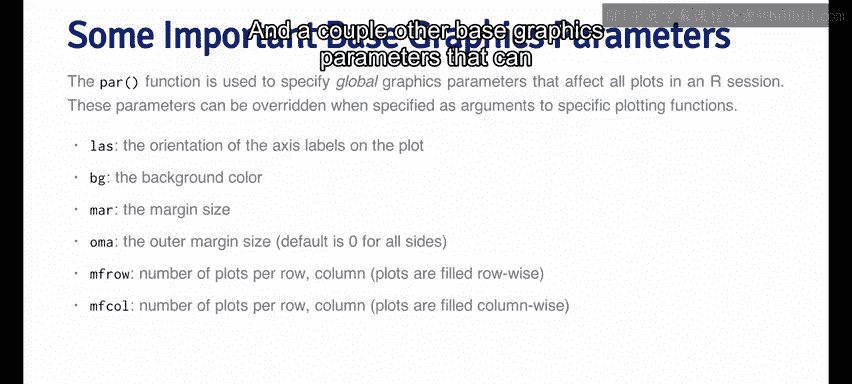 Some Important Base Graphics Parameters
And a couple other base graphics
parameters that can
The par() function is used to specify global graphics parameters that affect all plots in an R session.
These parameters can be overridden when specified as arguments to specific plotting functions.
· las: the orientation of the axis labels on the plot
· bg: the background color
· mar: the margin size
· oma: the outer margin size (default is 0 for all sides)
· mfrow: number of plots per row, column (plots are filled row-wise)
· mfcol: number of plots per row, column (plots are filled column-wise)